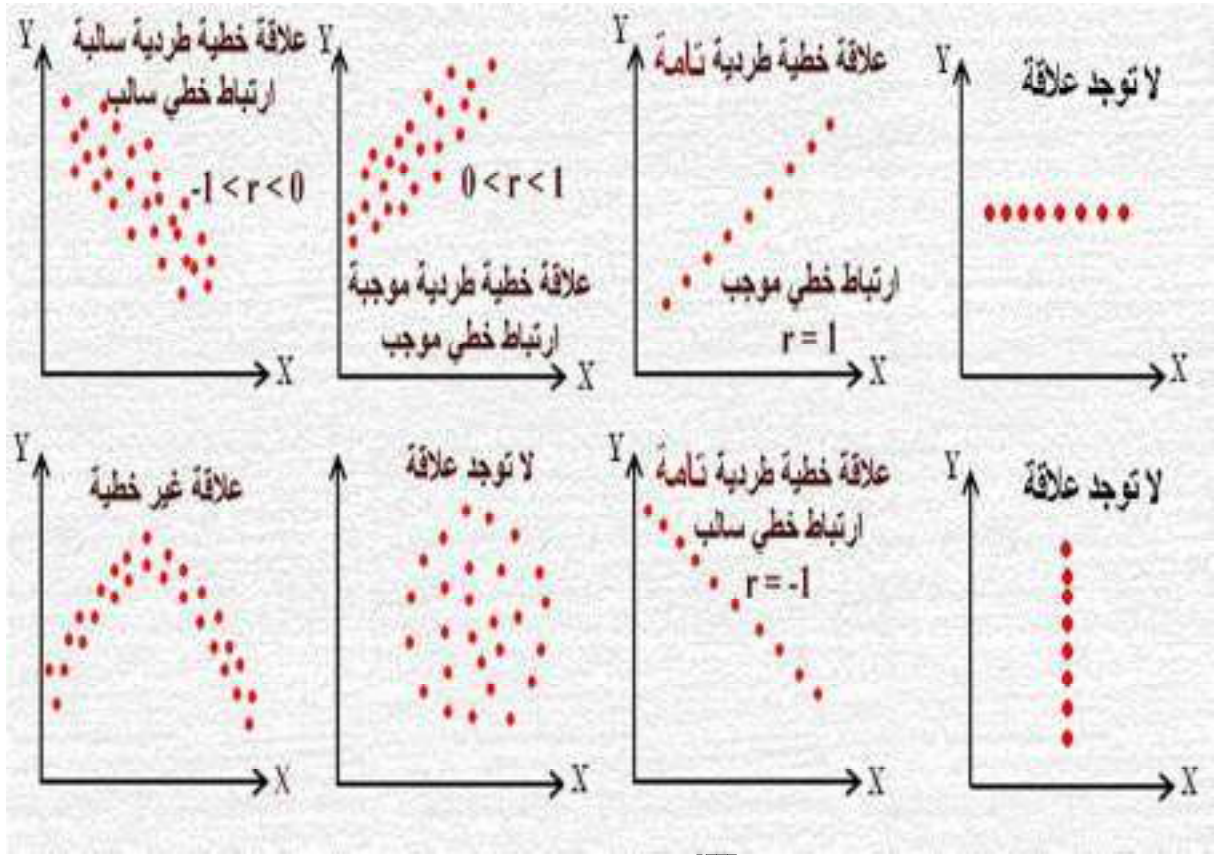 Y
علاقة خطية طردية سالبة
ارتباط خطي سالب
-1 < r < 0
X
Y
0 < r < 1
علاقة خطية طردية موجبة
ارتباط خطي موجب
X
Y
علاقة خطية طردية تامة
ارتباط خطي موجب
r = 1
X
Y
لا توجد علاقة
X
Y
علاقة غير خطية
X
لا توجد علاقة
X
Y
علاقة خطية طردية تامة
ارتباط خطي سالب
r = -1
X
Y
لا توجد علاقة
X